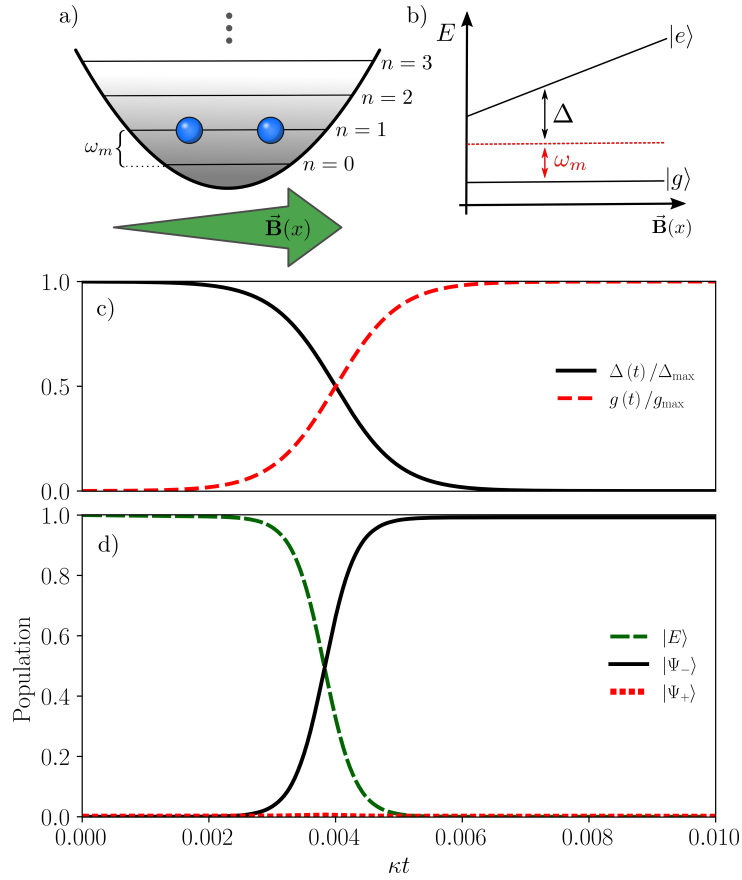 a)
n = 3
n = 2
n = 1
n = 0
ω_m
B⃗(x)
b)
E
|e⟩
Δ
ω_m
|g⟩
B⃗(x)
c)
1.0
0.5
0.0
Δ(t)/Δ_max
g(t)/g_max
d)
1.0
0.8
0.6
0.4
0.2
0.0
Population
|E⟩
|Ψ_−⟩
|Ψ_+⟩
0.000 0.002 0.004 0.006 0.008 0.010
κt